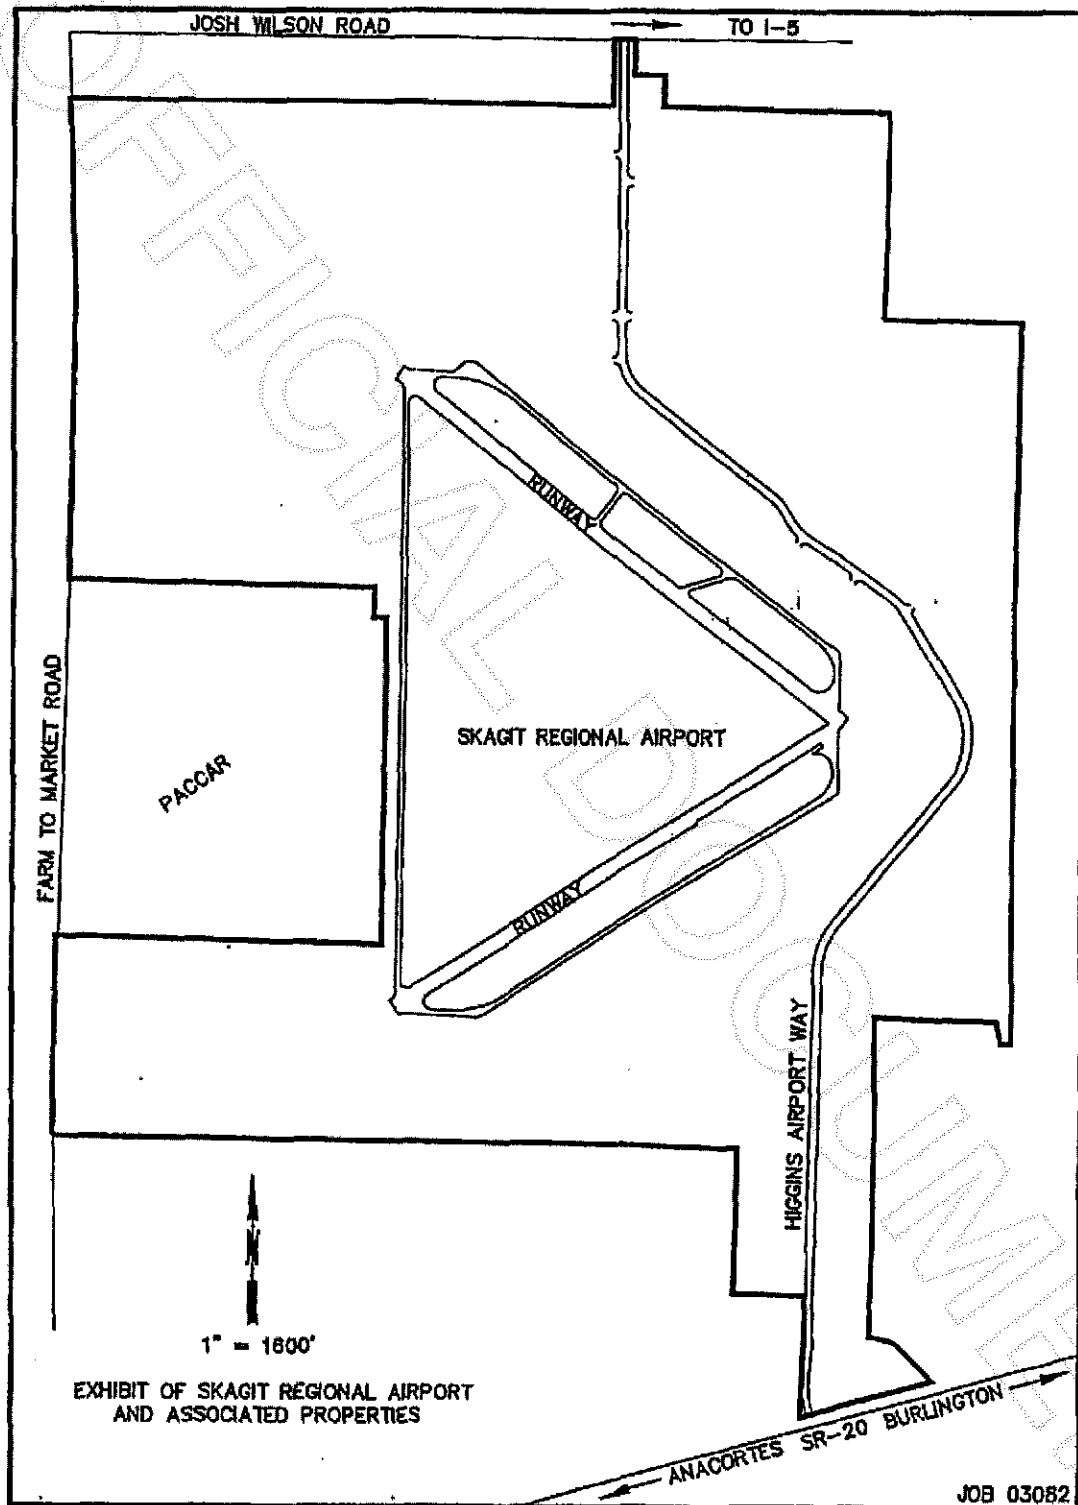 JOSH WILSON ROAD
TO I-5
RUNWAY
SKAGIT REGIONAL AIRPORT
FARM TO MARKET ROAD
PACCAR
RUNWAY
HIGGINS AIRPORT WAY
N
1" = 1600'
EXHIBIT OF SKAGIT REGIONAL AIRPORT
AND ASSOCIATED PROPERTIES
ANACORTES SR-20 BURLINGTON
JOB 03082
OFFICIAL DOCUME